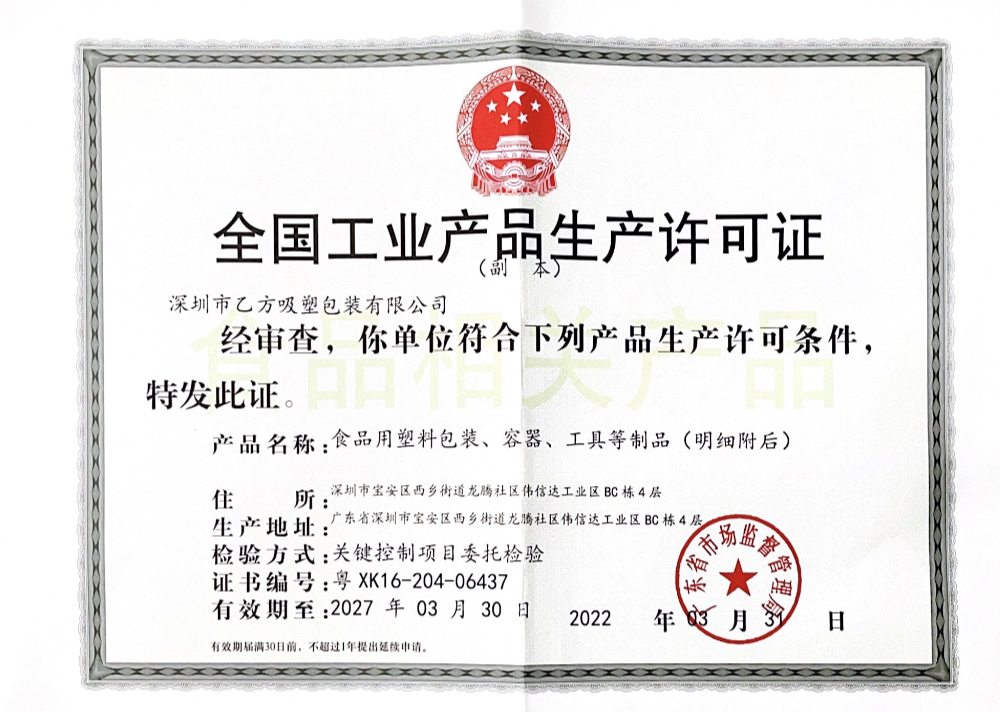 全国工业产品生产许可证
（副 本）
深圳市乙方吸塑包装有限公司
食品相关产品
经审查，你单位符合下列产品生产许可条件，
特发此证。
产品名称：食品用塑料包装、容器、工具等制品（明细附后）
住 所：深圳市宝安区西乡街道龙腾社区伟信达工业区BC栋4层
生产地址：广东省深圳市宝安区西乡街道龙腾社区伟信达工业区BC栋4层
检验方式：关键控制项目委托检验
证书编号：粤XK16-204-06437
有效期至：2027 年 03 月 30 日
2022 年 03 月 31 日
广东省市场监督管理局
有效期届满30日前，不超过1年提出延续申请。